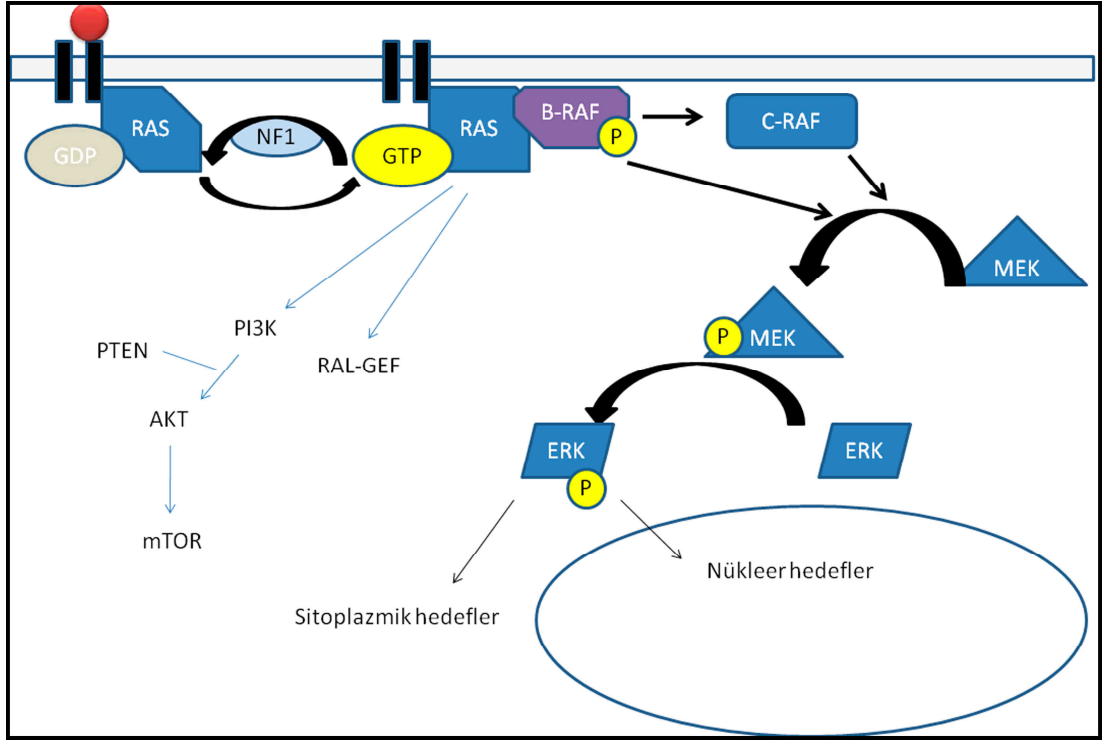 RAS
GDP
NF1
GTP
RAS
B-RAF
P
C-RAF
MEK
P
MEK
PI3K
PTEN
RAL-GEF
AKT
mTOR
ERK
P
ERK
Nükleer hedefler
Sitoplazmik hedefler